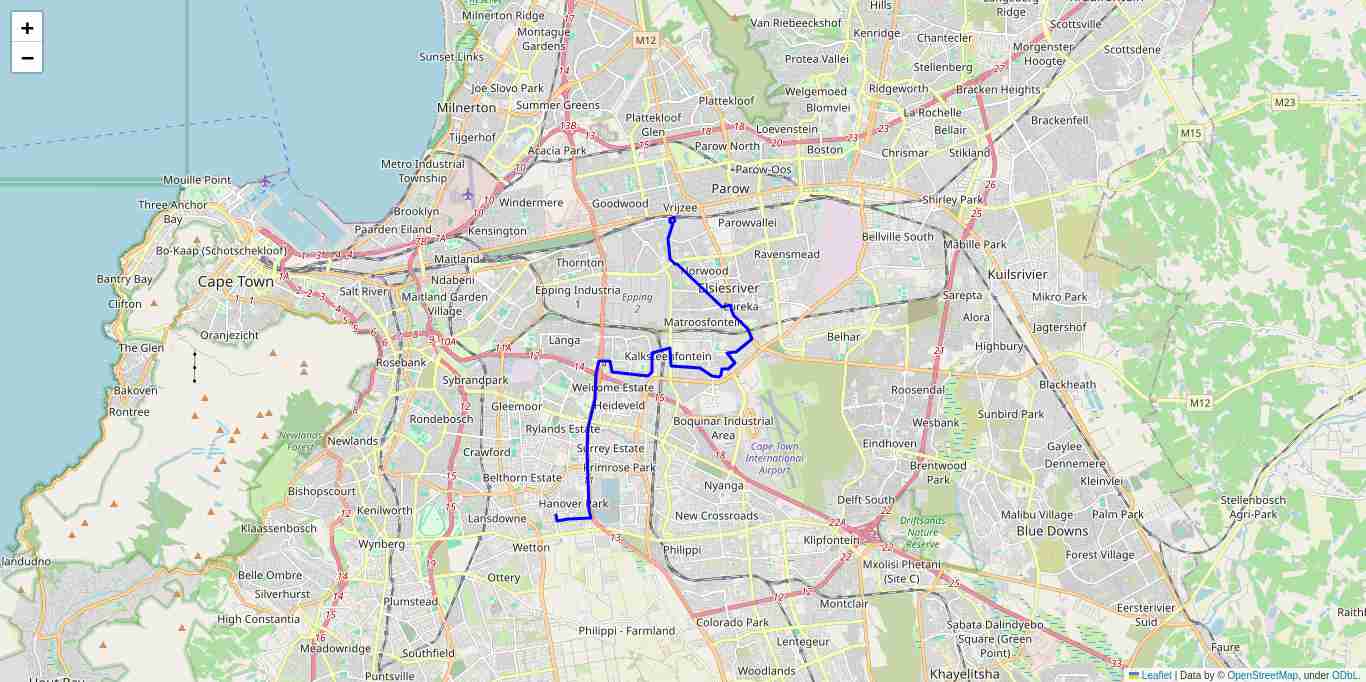 +
−
Milnerton Ridge
Van Riebeeckshof
Hills
Ridge
Scottsville
Montague
Gardens
M12
Kenridge
Chantecler
Morgenster
Hoogte
Scottsdene
Sunset Links
Protea Vallei
Stellenberg
Joe Slovo Park
Welgemoed
Ridgeworth
Bracken Heights
M23
Milnerton
Summer Greens
Plattekloof
Blomvlei
La Rochelle
Brackenfell
Plattekloof
Glen
Loevenstein
Bellair
M15
Tijgerhof
Acacia Park
Parow North
Boston
Chrismar
Stikland
Metro Industrial
Township
Parow-Oos
Mouille Point
Parow
Three Anchor
Bay
Brooklyn
Windermere
Goodwood
Vrijzee
Shirley Park
Paarden Eiland
Kensington
Parowvallei
Bellville South
Mabille Park
Bo-Kaap (Schotschekloof)
Maitland
Thornton
Norwood
Ravensmead
Kuilsrivier
Bantry Bay
Cape Town
Ndabeni
Salt River
Maitland Garden
Village
Epping Industria
1
Epping
2
Elsiesriver
Sarepta
Mikro Park
Clifton
Eureka
Matroosfontein
Alora
Jagtershof
Oranjezicht
Langa
Belhar
Highbury
The Glen
Rosebank
Kalksteenfontein
Bakoven
Sybrandpark
Welcome Estate
Roosendal
Blackheath
M12
Rontree
Gleemoor
Heideveld
Rondebosch
Boquinar Industrial
Area
Sunbird Park
Wesbank
Newlands
Forest
Newlands
Rylands Estate
Surrey Estate
Cape Town
International
Airport
Eindhoven
Gaylee
Crawford
Primrose Park
Brentwood
Park
Dennemere
Belthorn Estate
Nyanga
Kleinvlei
Bishopscourt
Hanover Park
Delft South
Stellenbosch
Agri-Park
Kenilworth
Lansdowne
New Crossroads
Malibu Village
Palm Park
Klaassenbosch
Driftsands
Nature
Reserve
Blue Downs
Wynberg
Wetton
Philippi
Klipfontein
Forest Village
landudno
Mxolisi Phetani
(Site C)
Belle Ombre
Ottery
Silverhurst
Plumstead
Montclair
Eersterivier
Suid
High Constantia
Colorado Park
Sabata Dalindyebo
Square (Green
Point)
Philippi - Farmland
Lentegeur
Meadowridge
Southfield
Faure
Puntsville
Woodlands
Khayelitsha
Leaflet | Data by © OpenStreetMap, under ODbL.